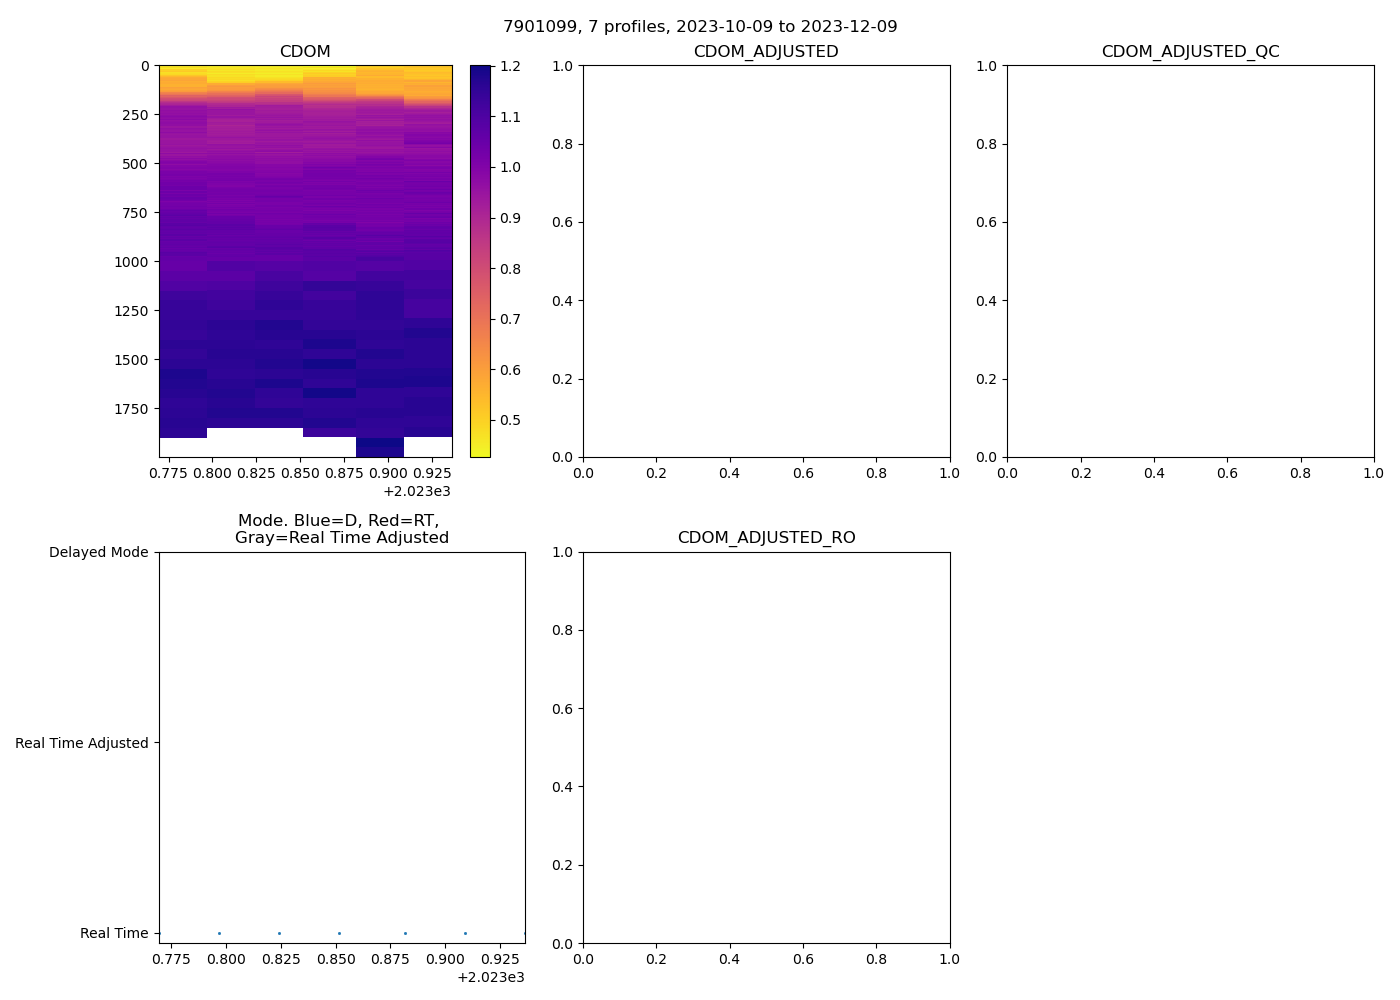 7901099, 7 profiles, 2023-10-09 to 2023-12-09
CDOM
0
250
500
750
1000
1250
1500
1750
0.775 0.800 0.825 0.850 0.875 0.900 0.925
+2.023e3
1.2
1.1
1.0
0.9
0.8
0.7
0.6
0.5
CDOM_ADJUSTED
1.0
0.8
0.6
0.4
0.2
0.0
0.0 0.2 0.4 0.6 0.8 1.0
CDOM_ADJUSTED_QC
1.0
0.8
0.6
0.4
0.2
0.0
0.0 0.2 0.4 0.6 0.8 1.0
Mode. Blue=D, Red=RT,
Gray=Real Time Adjusted
Delayed Mode
Real Time Adjusted
Real Time
0.775 0.800 0.825 0.850 0.875 0.900 0.925
+2.023e3
CDOM_ADJUSTED_RO
1.0
0.8
0.6
0.4
0.2
0.0
0.0 0.2 0.4 0.6 0.8 1.0